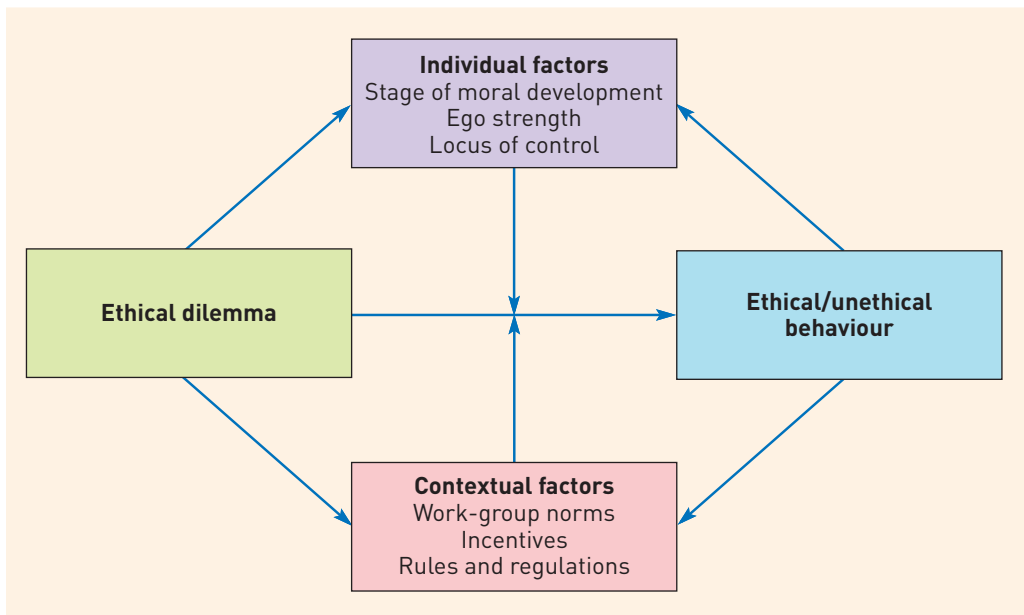 Individual factors
Stage of moral development
Ego strength
Locus of control
Ethical dilemma
Ethical/unethical
behaviour
Contextual factors
Work-group norms
Incentives
Rules and regulations